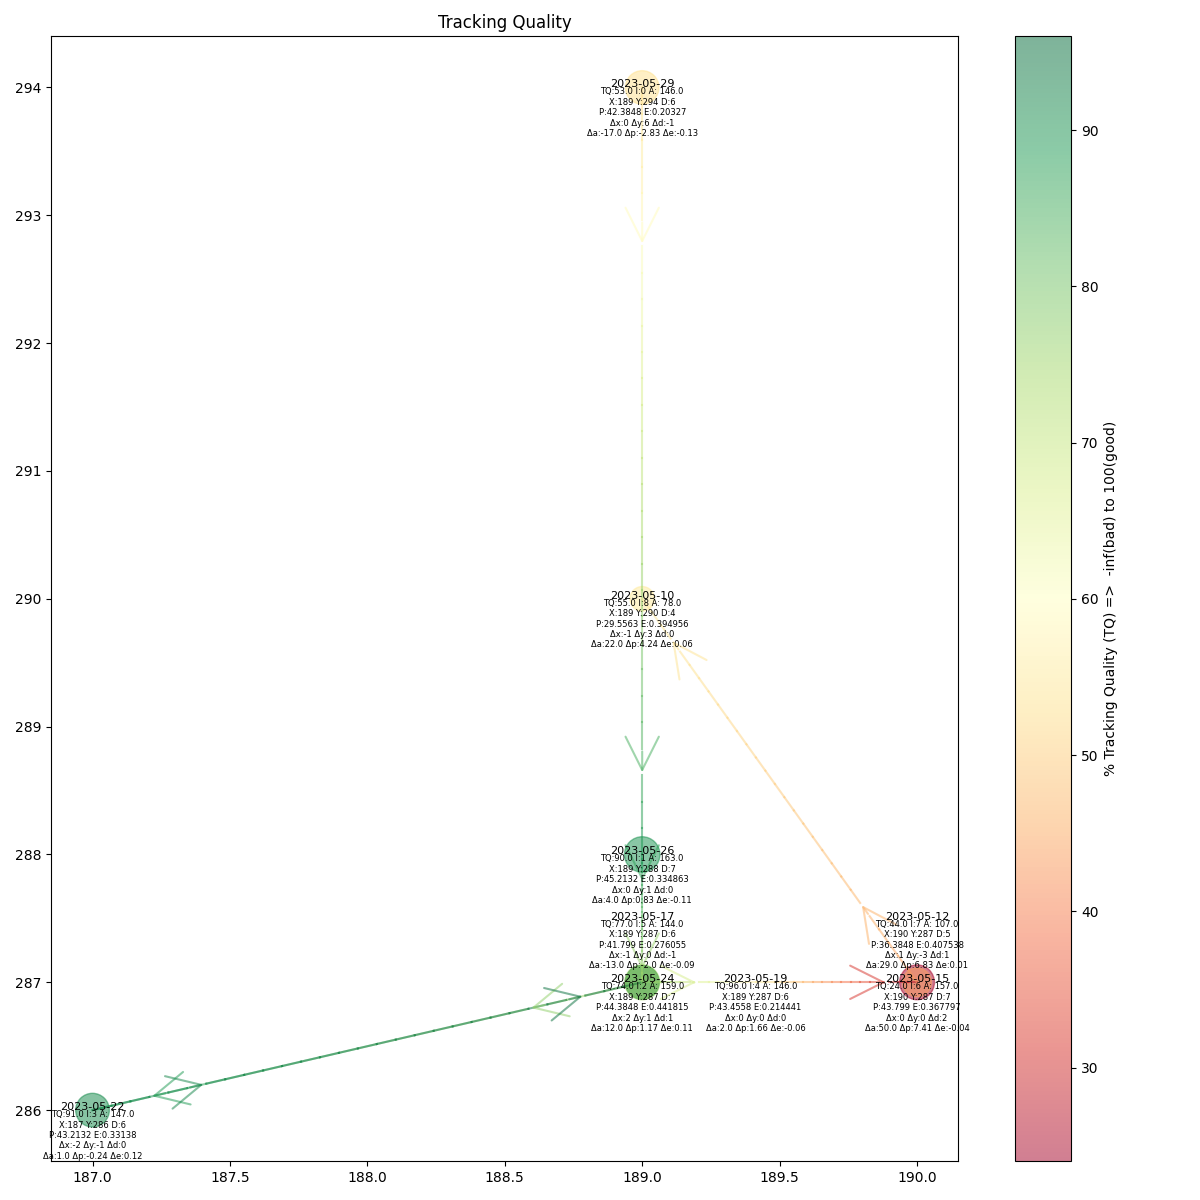 Tracking Quality
294
293
292
291
290
289
288
287
286
187.0
187.5
188.0
188.5
189.0
189.5
190.0
2023-05-29
TQ:53.0 I:0 A: 146.0
X:189 Y:294 D:6
P:42.3848 E:0.20327
Δx:0 Δy:6 Δd:-1
Δa:-17.0 Δp:-2.83 Δe:-0.13
2023-05-10
TQ:55.0 I:8 A: 78.0
X:189 Y:290 D:4
P:29.5563 E:0.394956
Δx:-1 Δy:3 Δd:0
Δa:22.0 Δp:4.24 Δe:0.06
2023-05-26
TQ:90.0 I:1 A: 163.0
X:189 Y:288 D:7
P:45.2132 E:0.334863
Δx:0 Δy:1 Δd:0
Δa:4.0 Δp:0.83 Δe:-0.11
2023-05-17
TQ:77.0 I:5 A: 144.0
X:189 Y:287 D:6
P:41.799 E:0.276055
Δx:-1 Δy:0 Δd:-1
Δa:-13.0 Δp:-2.0 Δe:-0.09
2023-05-12
TQ:44.0 I:7 A: 107.0
X:190 Y:287 D:5
P:36.3848 E:0.407538
Δx:1 Δy:-3 Δd:1
Δa:29.0 Δp:6.83 Δe:0.01
2023-05-24
TQ:74.0 I:2 A: 159.0
X:189 Y:287 D:7
P:44.3848 E:0.441815
Δx:2 Δy:1 Δd:1
Δa:12.0 Δp:1.17 Δe:0.11
2023-05-19
TQ:96.0 I:4 A: 146.0
X:189 Y:287 D:6
P:43.4558 E:0.214441
Δx:0 Δy:0 Δd:0
Δa:2.0 Δp:1.66 Δe:-0.06
2023-05-15
TQ:24.0 I:6 A: 157.0
X:190 Y:287 D:7
P:43.799 E:0.367797
Δx:0 Δy:0 Δd:2
Δa:50.0 Δp:7.41 Δe:-0.04
2023-05-22
TQ:91.0 I:3 A: 147.0
X:187 Y:286 D:6
P:43.2132 E:0.33138
Δx:-2 Δy:-1 Δd:0
Δa:1.0 Δp:-0.24 Δe:0.12
90
80
70
60
50
40
30
% Tracking Quality (TQ) => -inf(bad) to 100(good)